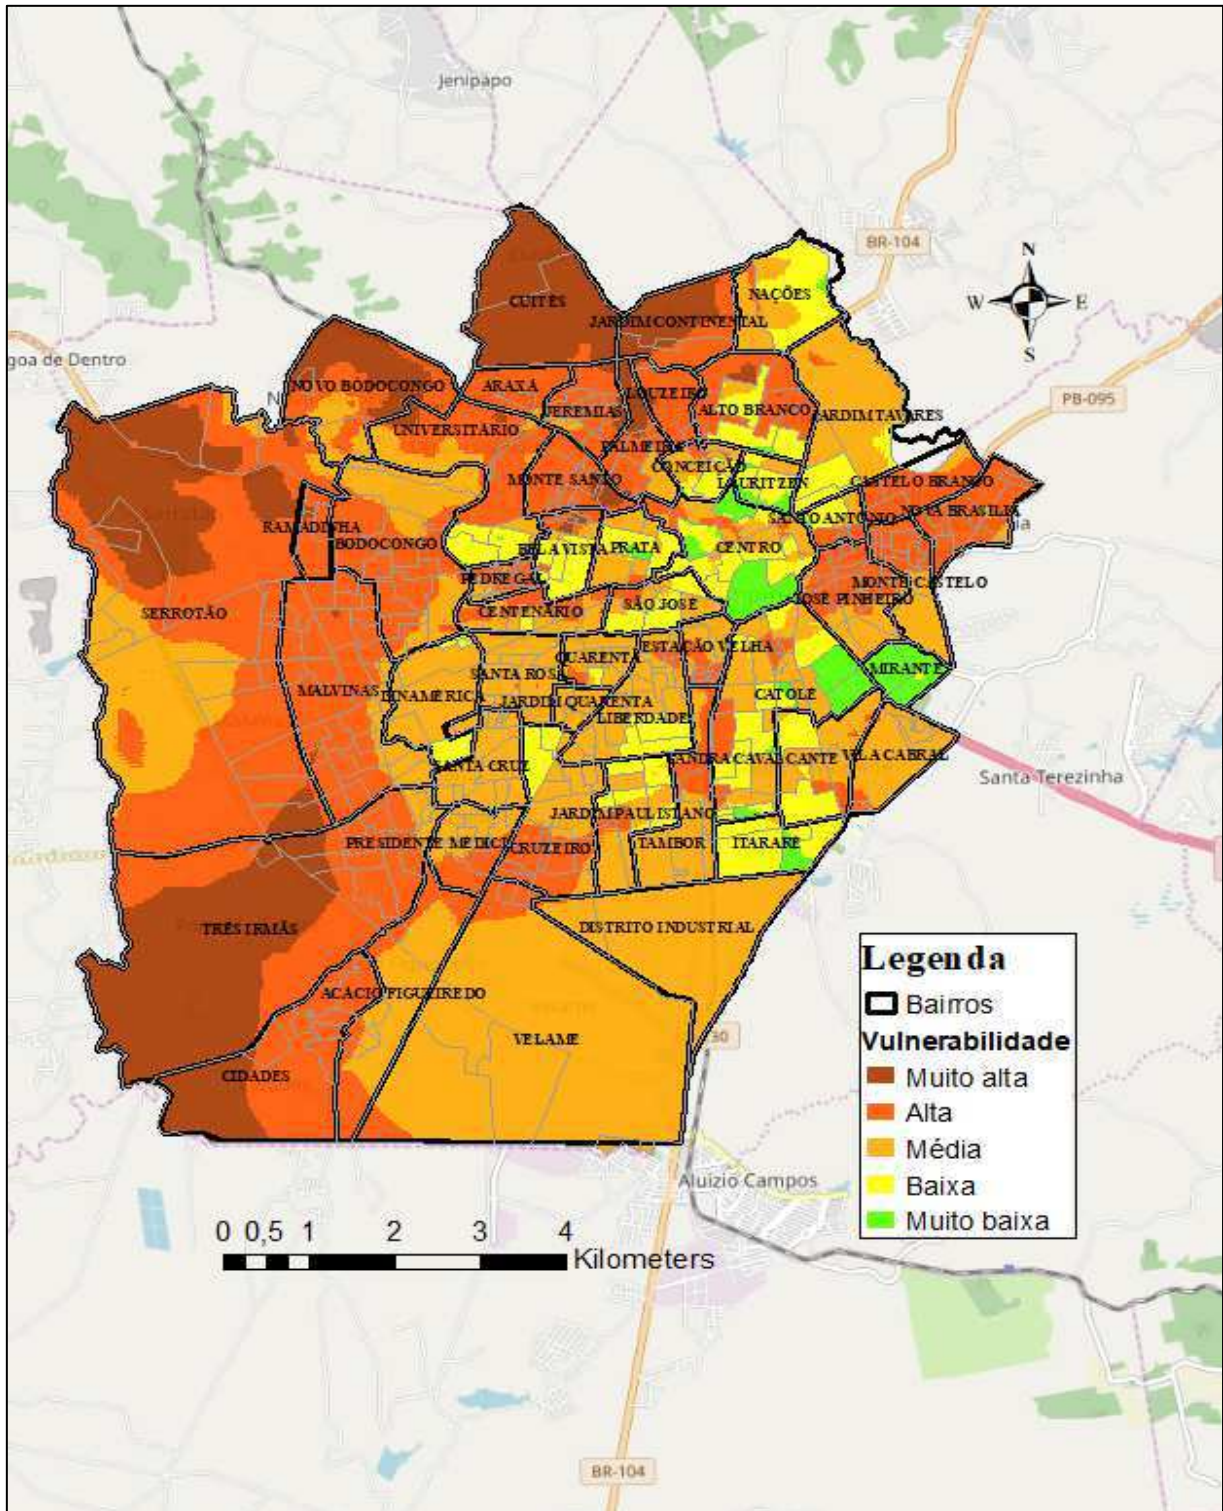 Jenipapo
BR-104
N
W E
S
CUITÉS
NAÇÕES
JARDIM CONTINENTAL
goa de Dentro
NOVO BODOCONGO
ARAXÁ
LOUZEIRO
PB-095
JEREMIAS
ALTO BRANCO
JARDIM TAVARES
UNIVERSITÁRIO
PALMEIRA
CONCEIÇÃO
MONTE SANTO
LAURITZEN
CASTELO BRANCO
NOVA BRASILIA
SANTO ANTONIO
RAMADINHA
BODOCONGO
BELA VISTA
PRATA
CENTRO
PEDREGAL
MONTE CASTELO
JOSÉ PINHEIRO
SERROTÃO
CENTENÁRIO
SÃO JOSÉ
ESTAÇÃO VELHA
QUARENTA
MIRANTE
SANTA ROSA
MALVINAS
DINAMÉRICA
CATOLÉ
JARDIM QUARENTA
LIBERDADE
SANDRA CAVALCANTE
VILA CABRAL
SANTA CRUZ
Santa Terezinha
JARDIM PAULISTANO
PRESIDENTE MÉDICI
CRUZEIRO
TAMBOR
ITARARÉ
TRÊS IRMÃS
DISTRITO INDUSTRIAL
Legenda
ACÁCIO FIGUEIREDO
Bairros
VELAME
30
Vulnerabilidade
CIDADES
Muito alta
Alta
Média
Baixa
Muito baixa
Aluízio Campos
0 0,5 1 2 3 4
Kilometers
BR-104